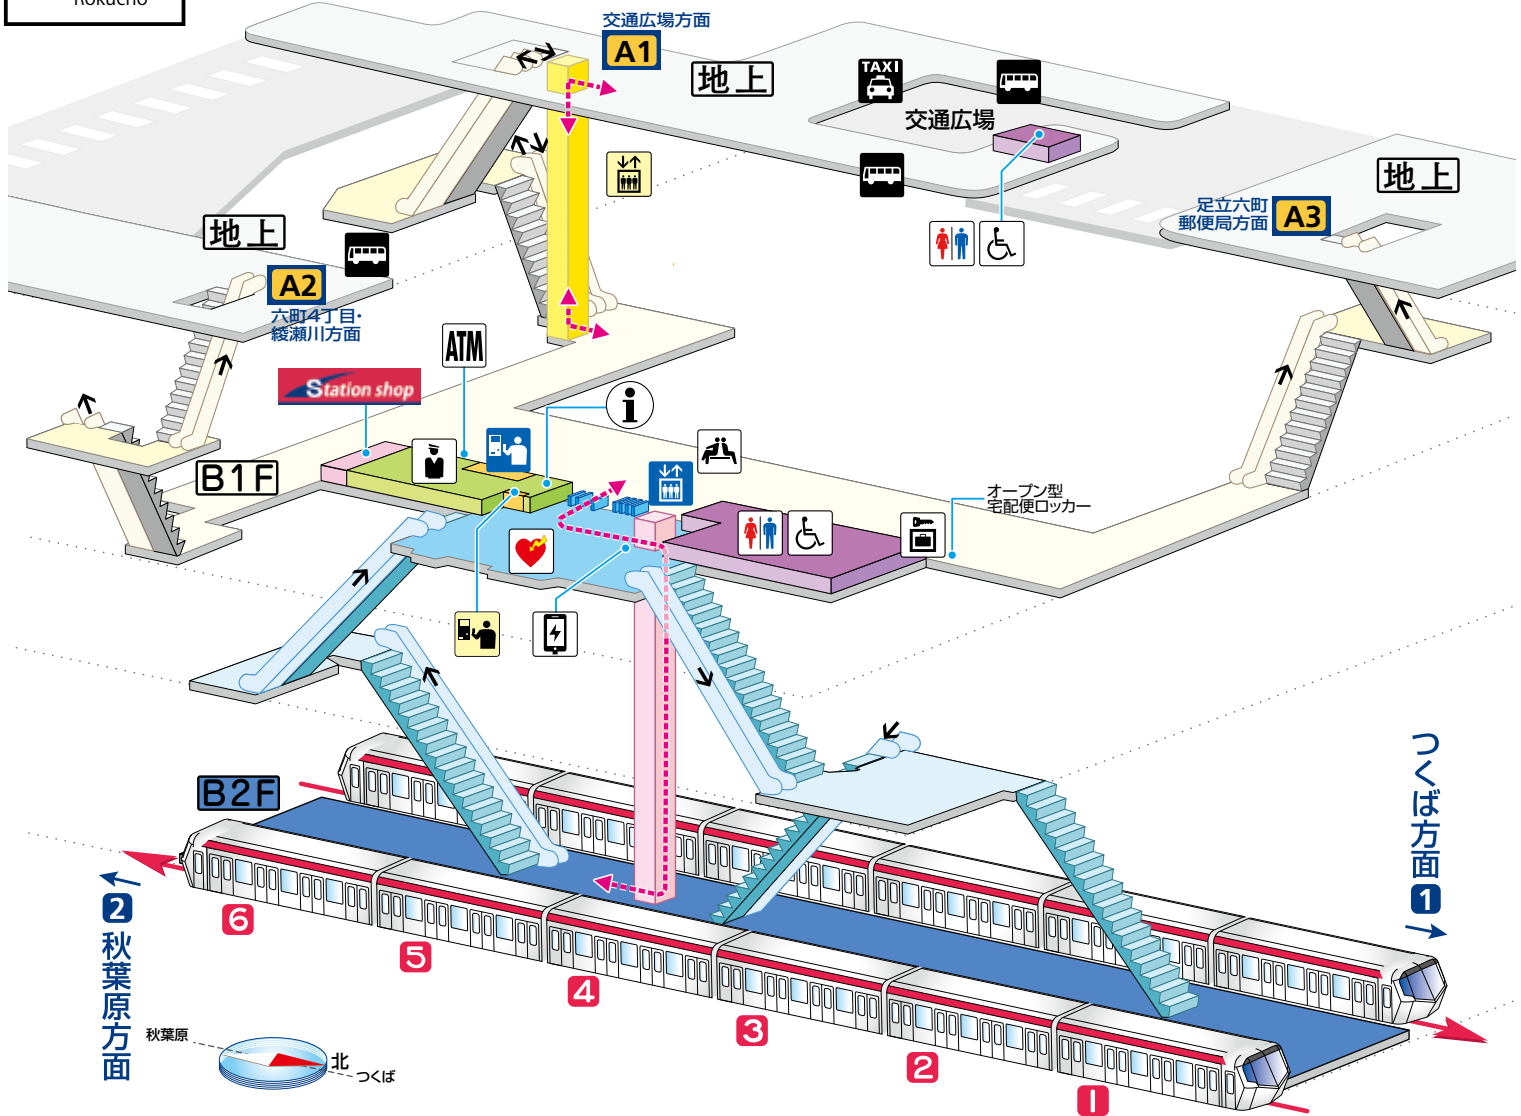 Rokucho
交通広場方面
A1
地上
TAXI
交通広場
地上
足立六町
郵便局方面
A3
地上
A2
六町4丁目・
綾瀬川方面
ATM
Station shop
B1F
オープン型
宅配便ロッカー
B2F
つくば方面
1
2
秋葉原方面
6
5
4
3
2
1
秋葉原
北
つくば